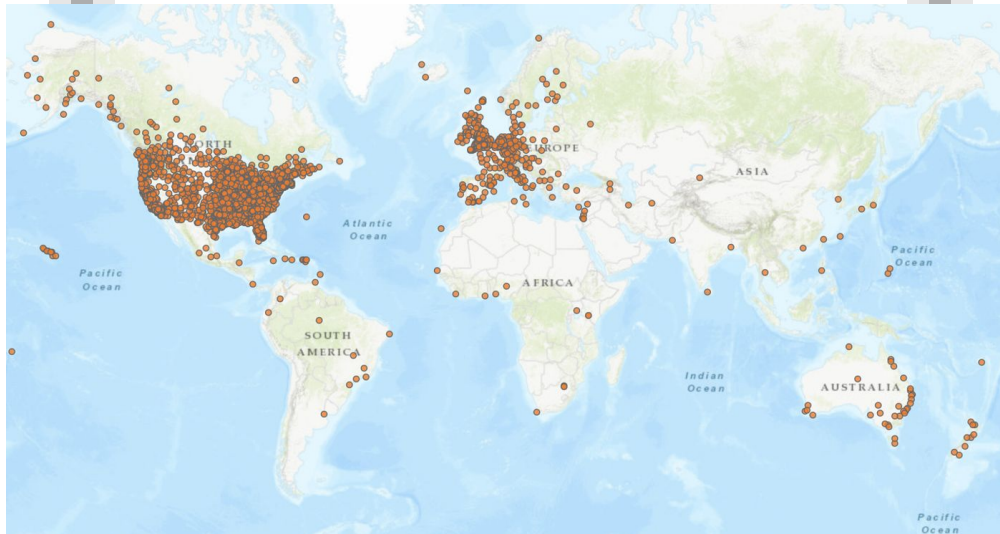 NORTH
EUROPE
ASIA
Atlantic
Ocean
Pacific
Ocean
Pacific
Ocean
AFRICA
SOUTH
AMERICA
Indian
Ocean
AUSTRALIA
Pacific
Ocean